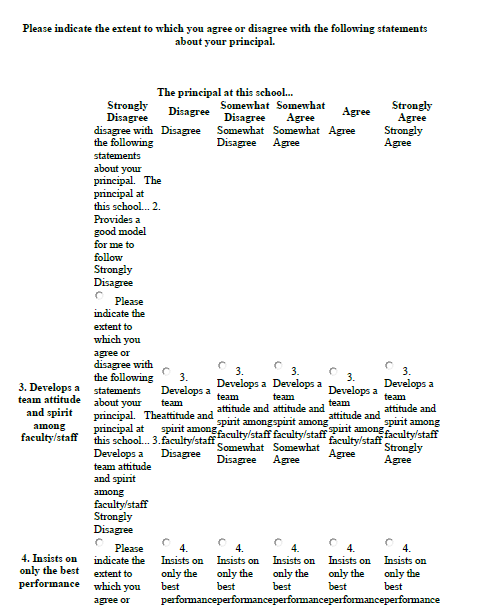 Please indicate the extent to which you agree or disagree with the following statements
about your principal.
The principal at this school...
Strongly Disagree Disagree Somewhat Disagree Somewhat Agree Agree Strongly Agree
disagree with the following statements about your principal. The principal at this school... 2. Provides a good model for me to follow Strongly Disagree
Disagree
Somewhat Disagree
Somewhat Agree
Agree
Strongly Agree
3. Develops a team attitude and spirit among faculty/staff
Please indicate the extent to which you agree or disagree with the following statements about your principal. The principal at this school... 3. Develops a team attitude and spirit among faculty/staff Strongly Disagree
3. Develops a team attitude and spirit among faculty/staff Disagree
3. Develops a team attitude and spirit among faculty/staff Somewhat Disagree
3. Develops a team attitude and spirit among faculty/staff Somewhat Agree
3. Develops a team attitude and spirit among faculty/staff Agree
3. Develops a team attitude and spirit among faculty/staff Strongly Agree
4. Insists on only the best performance
Please indicate the extent to which you agree or
4. Insists on only the best performance
4. Insists on only the best performance
4. Insists on only the best performance
4. Insists on only the best performance
4. Insists on only the best performance